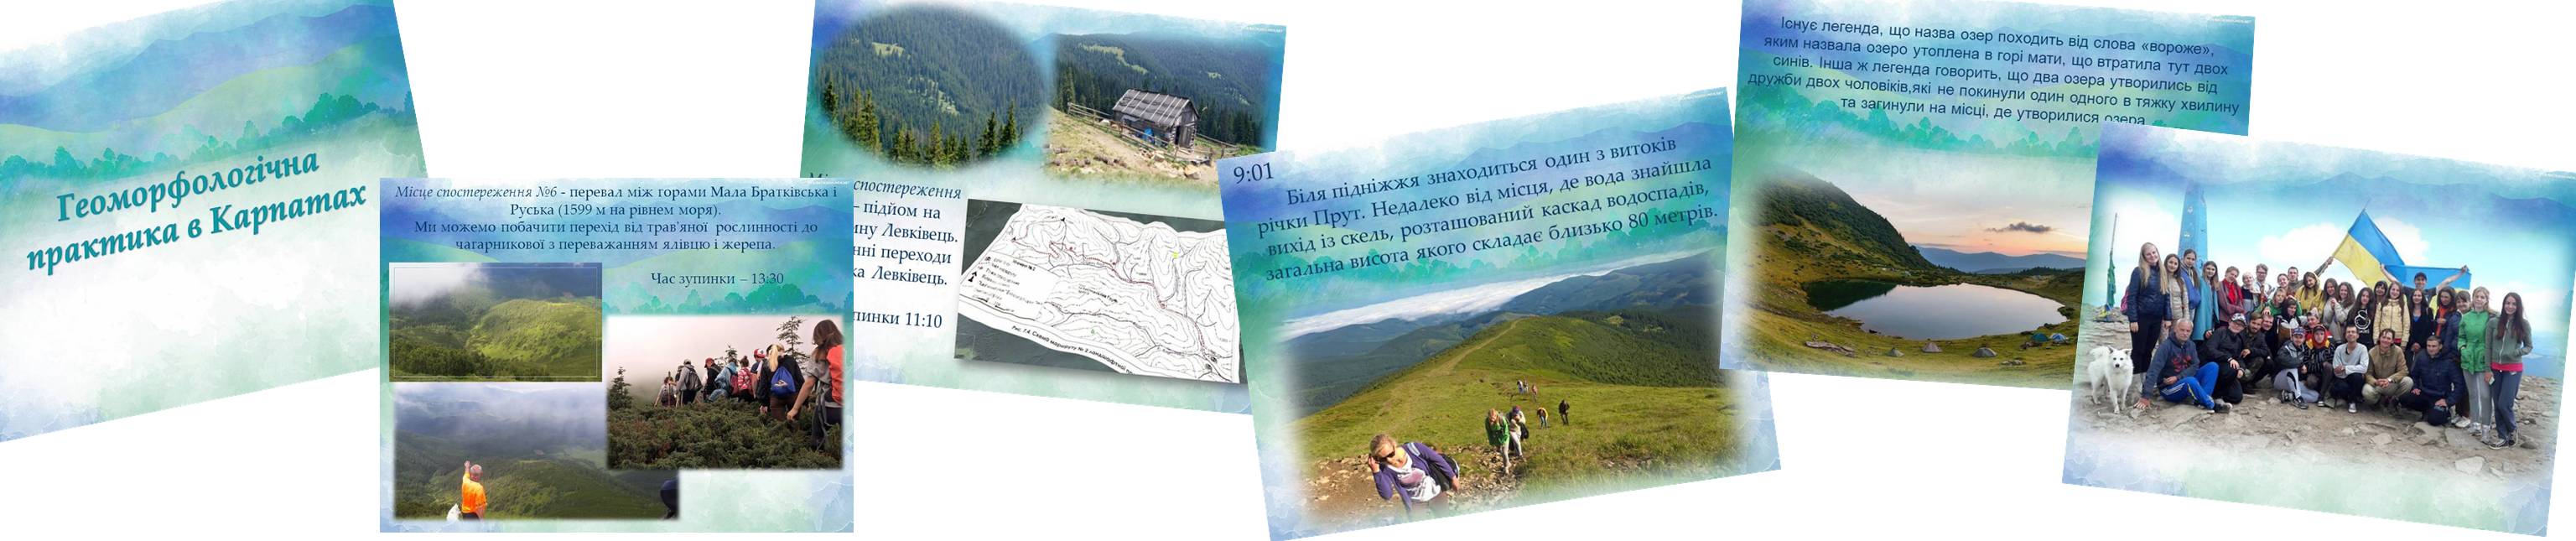 Геоморфологічна
практика в Карпатах
Місце спостереження №6 - перевал між горами Мала Братківська і
Руська (1599 м на рівнем моря).
Ми можемо побачити перехід від трав'яної рослинності до
чагарникової з переважанням ялівцю і жерепа.
Час зупинки – 13:30
спостереження
– підйом на
ину Левківець.
нні переходи
ка Левківець.
пинки 11:10
9:01
Біля підніжжя знаходиться один з витоків
річки Прут. Недалеко від місця, де вода знайшла
вихід із скель, розташований каскад водоспадів,
загальна висота якого складає близько 80 метрів.
Існує легенда, що назва озер походить від слова «вороже»,
яким назвала озеро утоплена в горі мати, що втратила тут двох
синів. Інша ж легенда говорить, що два озера утворились від
дружби двох чоловіків,які не покинули один одного в тяжку хвилину
та загинули на місці, де утворилися озера